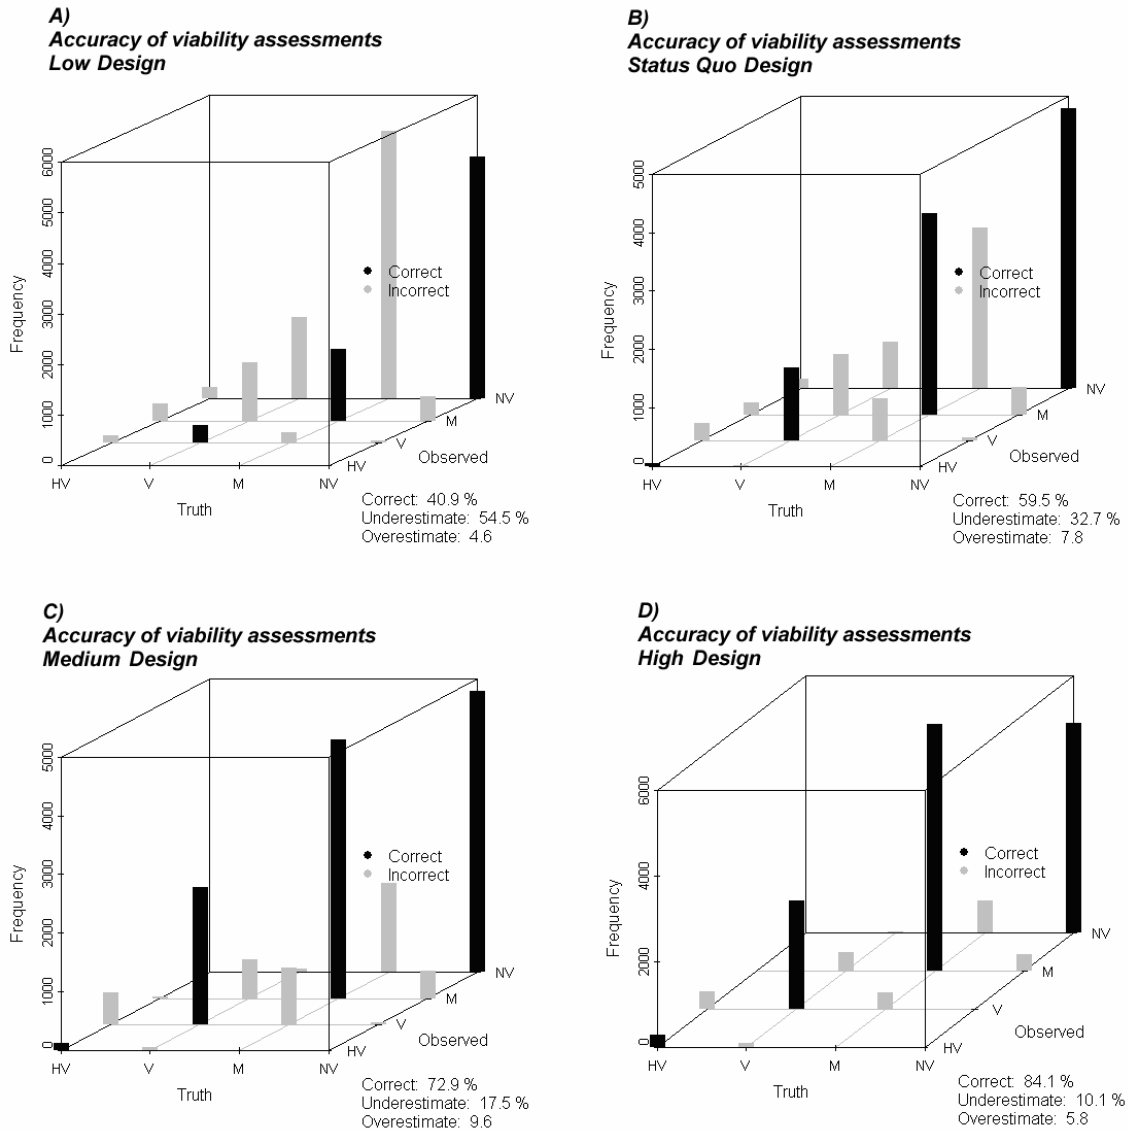 A)
Accuracy of viability assessments
Low Design
Frequency
6000
5000
4000
3000
2000
1000
0
Correct
Incorrect
HV
V
M
NV
Truth
HV
V
M
NV
Observed
Correct: 40.9 %
Underestimate: 54.5 %
Overestimate: 4.6
B)
Accuracy of viability assessments
Status Quo Design
Frequency
5000
4000
3000
2000
1000
0
Correct
Incorrect
HV
V
M
NV
Truth
HV
V
M
NV
Observed
Correct: 59.5 %
Underestimate: 32.7 %
Overestimate: 7.8
C)
Accuracy of viability assessments
Medium Design
Frequency
5000
4000
3000
2000
1000
0
Correct
Incorrect
HV
V
M
NV
Truth
HV
V
M
NV
Observed
Correct: 72.9 %
Underestimate: 17.5 %
Overestimate: 9.6
D)
Accuracy of viability assessments
High Design
Frequency
6000
4000
2000
0
Correct
Incorrect
HV
V
M
NV
Truth
HV
V
M
NV
Observed
Correct: 84.1 %
Underestimate: 10.1 %
Overestimate: 5.8